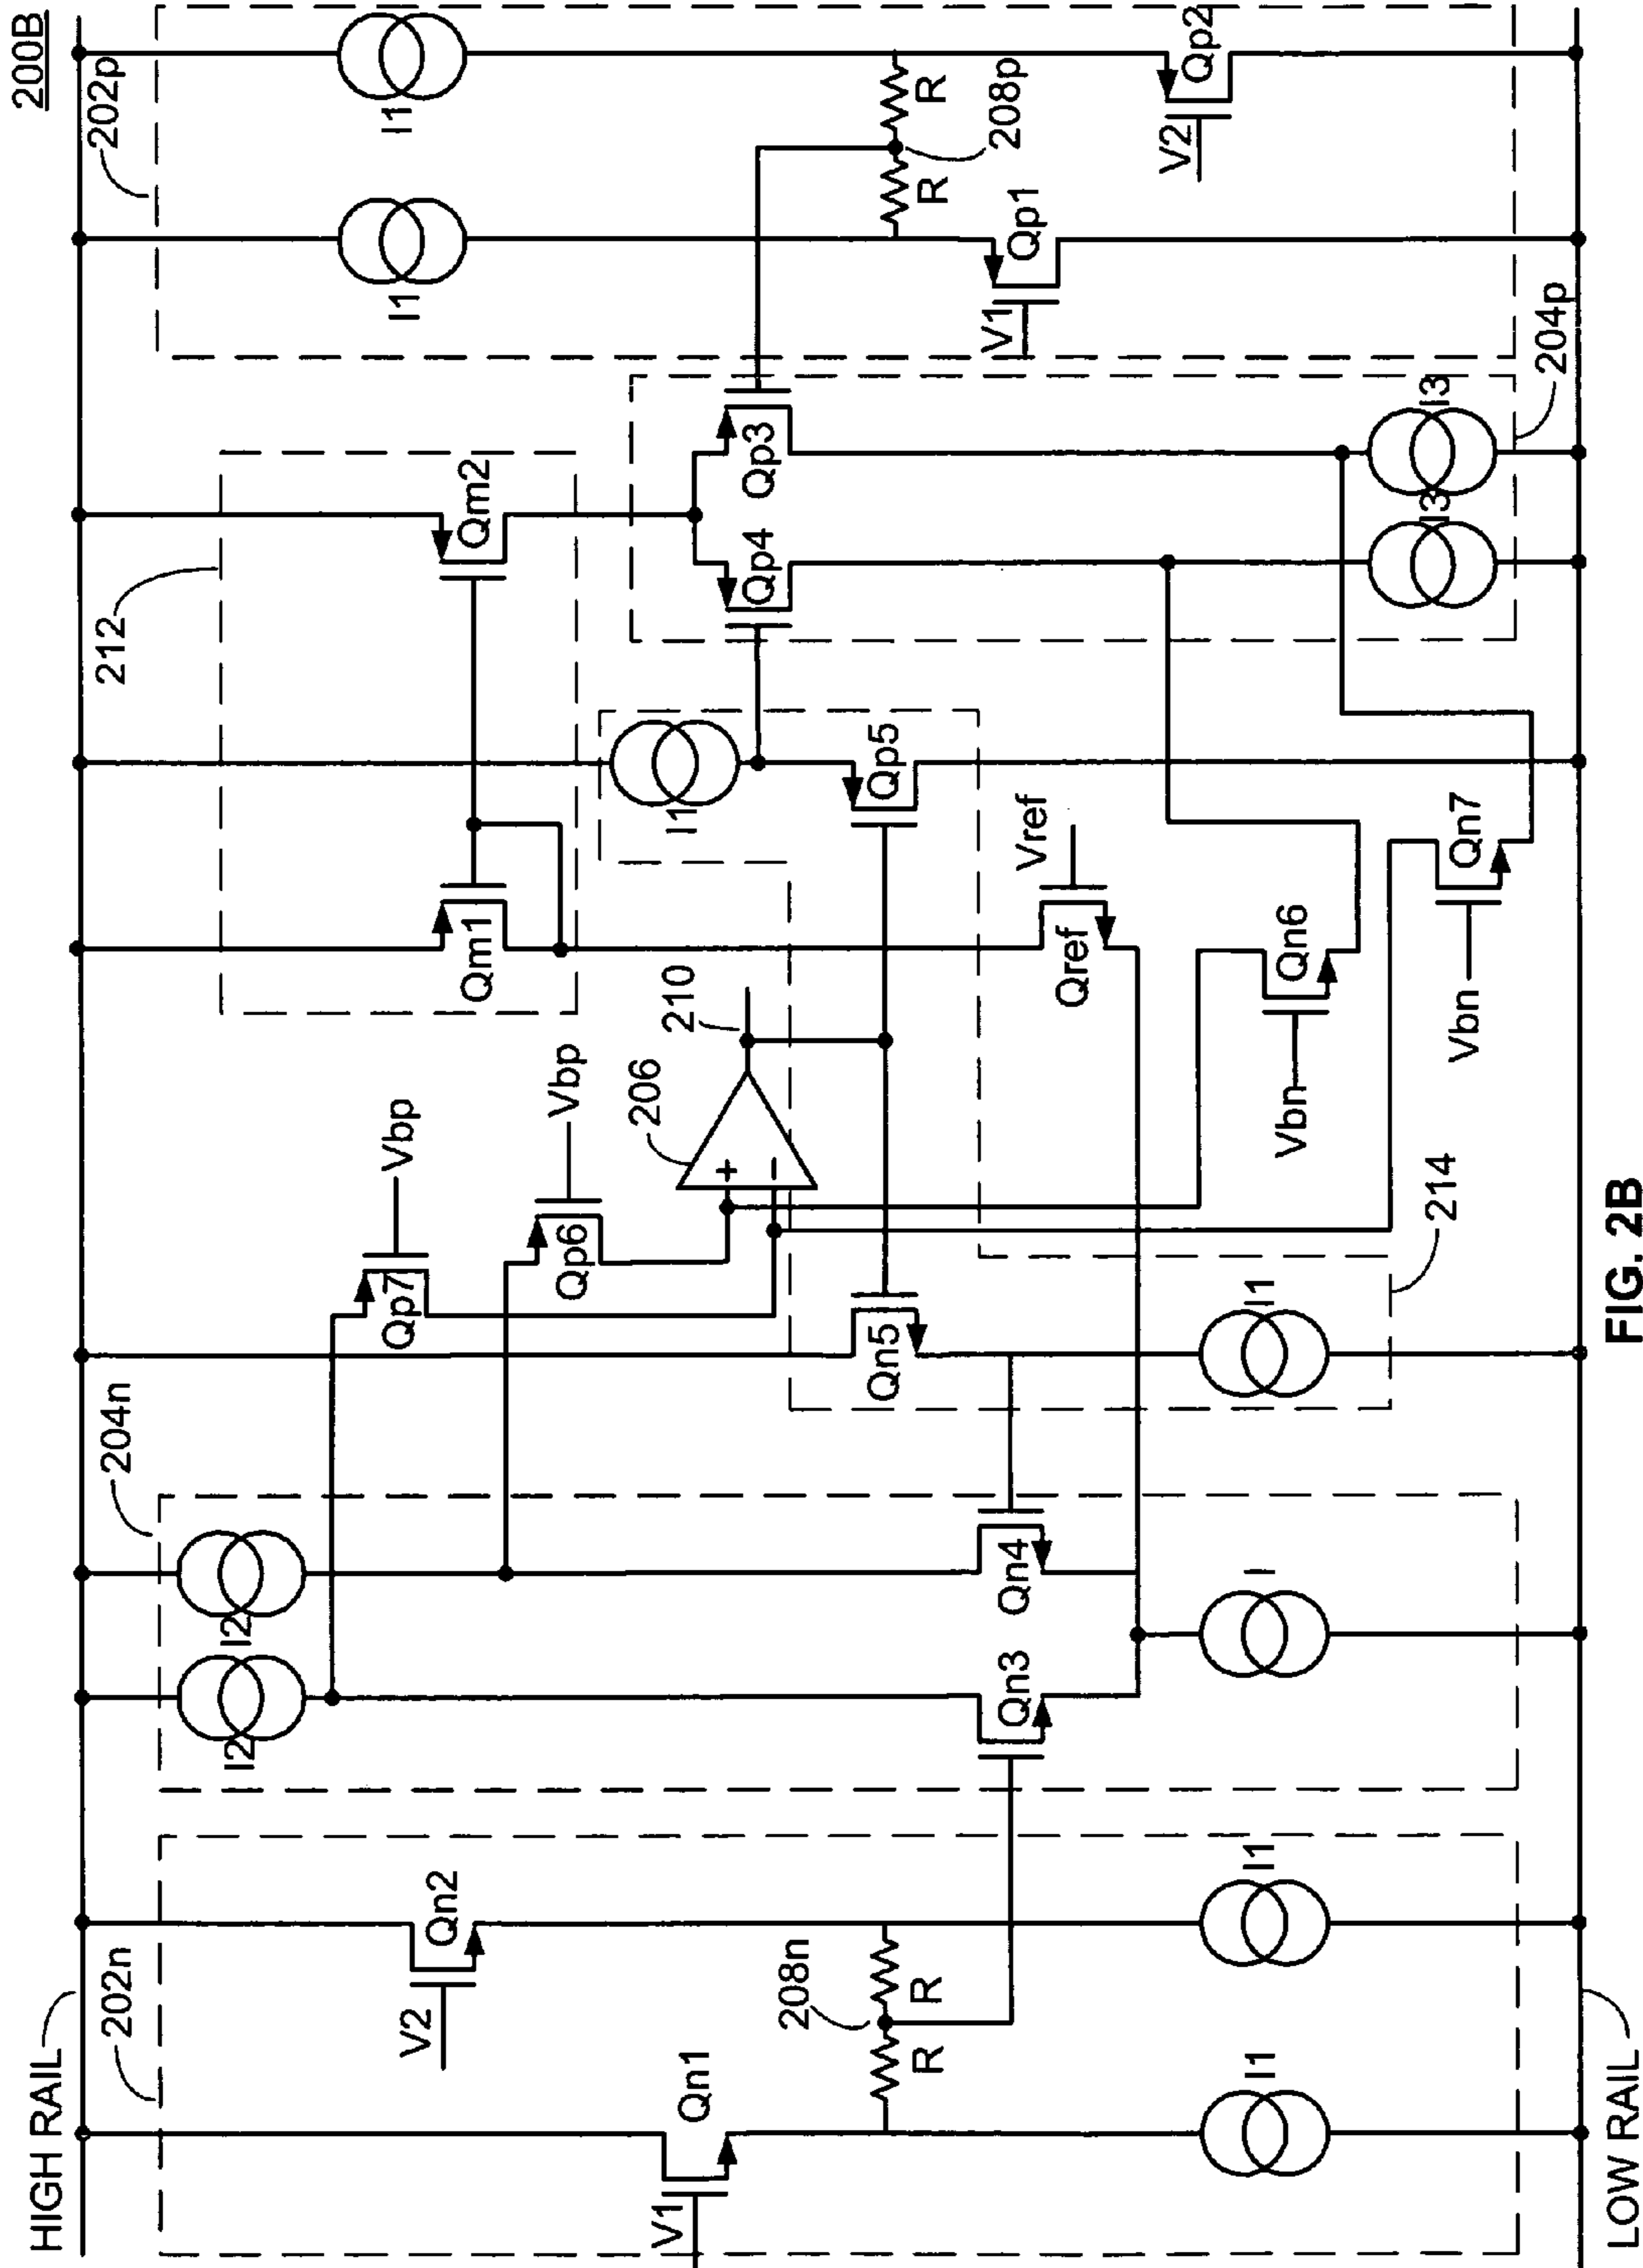 200B
HIGH RAIL
202n
V1
Qn1
V2
Qn2
208n
R
R
I1
I1
204n
I2
I2
Qn3
Qn4
I
Qp7
Vbp
Qp6
Vbp
206
+
–
210
Qn5
I1
214
212
Qm1
Qm2
I1
Qp5
Qref
Vref
Qn6
Vbn
Qn7
Vbn
Qp4
Qp3
I3
I3
204p
202p
I1
I1
R
R
208p
V1
Qp1
V2
Qp2
LOW RAIL
FIG. 2B